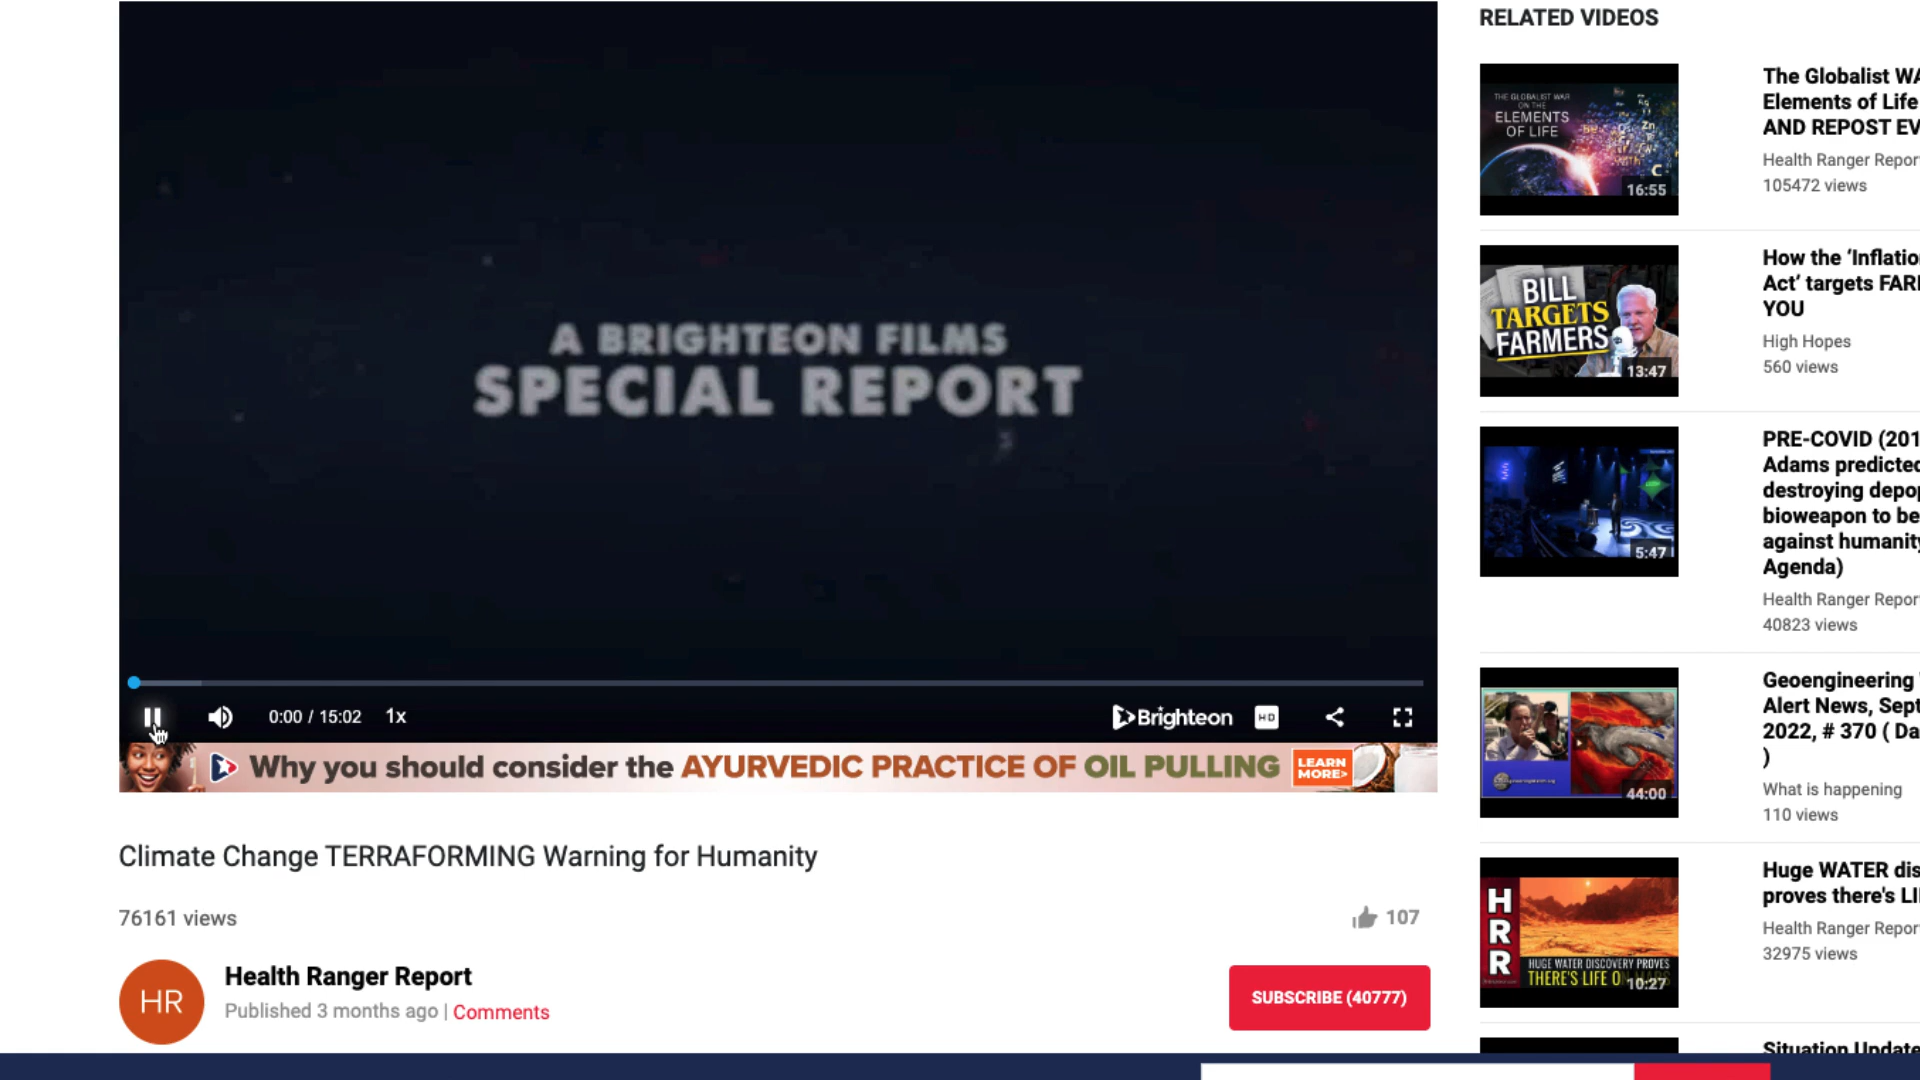 A BRIGHTEON FILMS
SPECIAL REPORT
0:00 / 15:02 1x
Brighteon HD
Why you should consider the AYURVEDIC PRACTICE OF OIL PULLING LEARN MORE>
Climate Change TERRAFORMING Warning for Humanity
76161 views
107
HR
Health Ranger Report
Published 3 months ago | Comments
SUBSCRIBE (40777)
RELATED VIDEOS
THE GLOBALIST WAR
ON THE
ELEMENTS
OF LIFE
16:55
The Globalist WA
Elements of Life
AND REPOST EV
Health Ranger Repor
105472 views
BILL
TARGETS
FARMERS
13:47
How the ‘Inflatio
Act’ targets FAR
YOU
High Hopes
560 views
5:47
PRE-COVID (201
Adams predicted
destroying depop
bioweapon to be
against humanity
Agenda)
Health Ranger Repor
40823 views
44:00
Geoengineering
Alert News, Sept
2022, # 370 ( Da
)
What is happening
110 views
HRR
HUGE WATER DISCOVERY PROVES
THERE'S LIFE ON MARS
10:27
Huge WATER dis
proves there's LI
Health Ranger Repor
32975 views
Situation Update